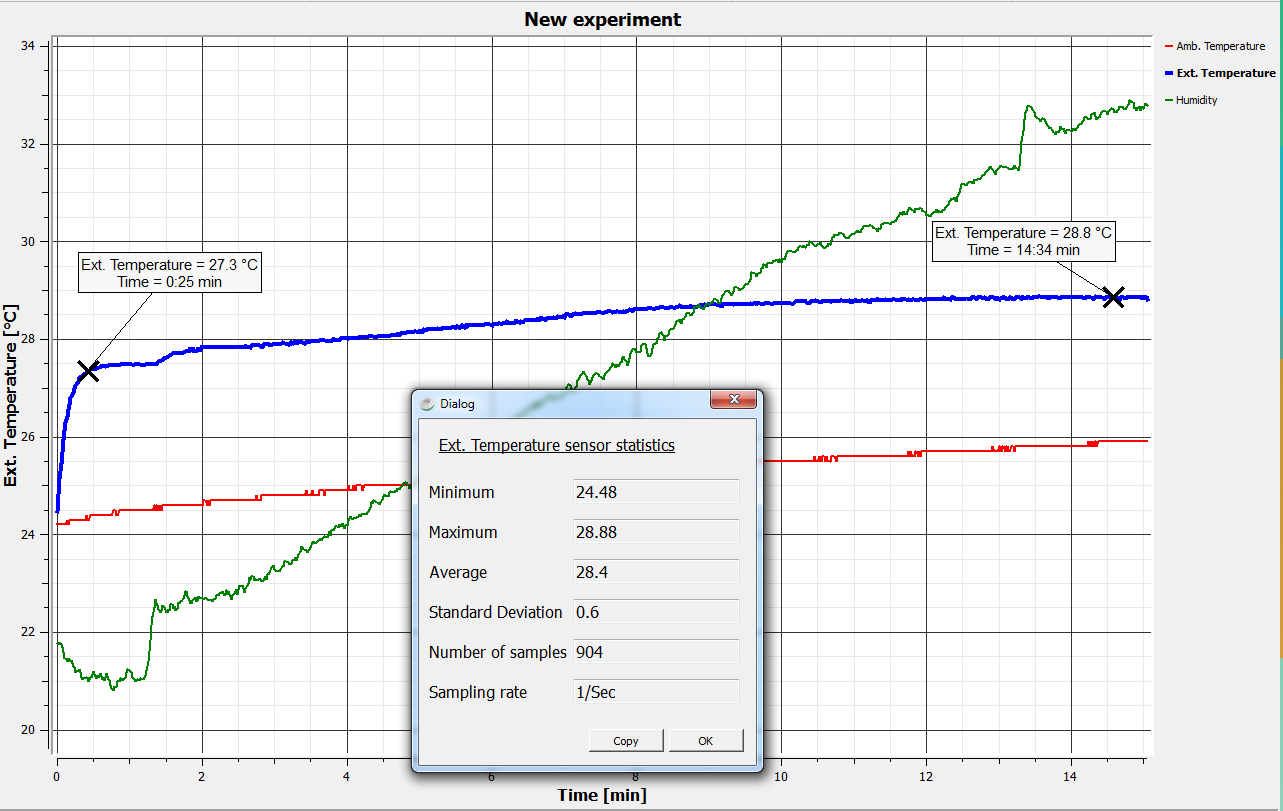 New experiment
Amb. Temperature
Ext. Temperature
Humidity
Ext. Temperature [°C]
34
32
30
28
26
24
22
20
Ext. Temperature = 27.3 °C
Time = 0:25 min
Ext. Temperature = 28.8 °C
Time = 14:34 min
Dialog
Ext. Temperature sensor statistics
Minimum 24.48
Maximum 28.88
Average 28.4
Standard Deviation 0.6
Number of samples 904
Sampling rate 1/Sec
Copy OK
0 2 4 6 8 10 12 14
Time [min]